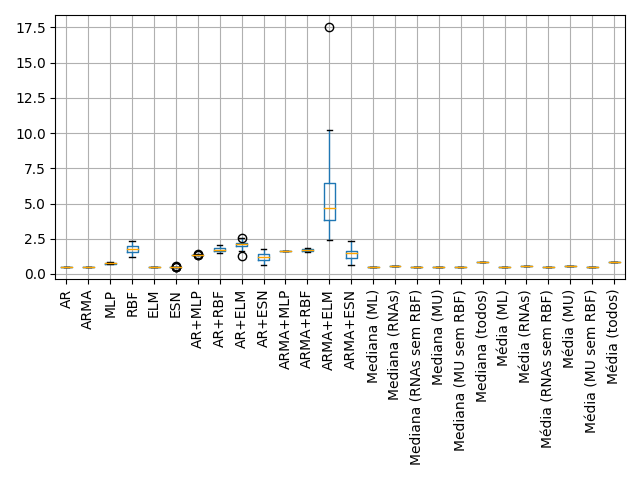 17.5
15.0
12.5
10.0
7.5
5.0
2.5
0.0
AR
ARMA
MLP
RBF
ELM
ESN
AR+MLP
AR+RBF
AR+ELM
AR+ESN
ARMA+MLP
ARMA+RBF
ARMA+ELM
ARMA+ESN
Mediana (ML)
Mediana (RNAs)
Mediana (RNAs sem RBF)
Mediana (MU)
Mediana (MU sem RBF)
Mediana (todos)
Média (ML)
Média (RNAs)
Média (RNAs sem RBF)
Média (MU)
Média (MU sem RBF)
Média (todos)